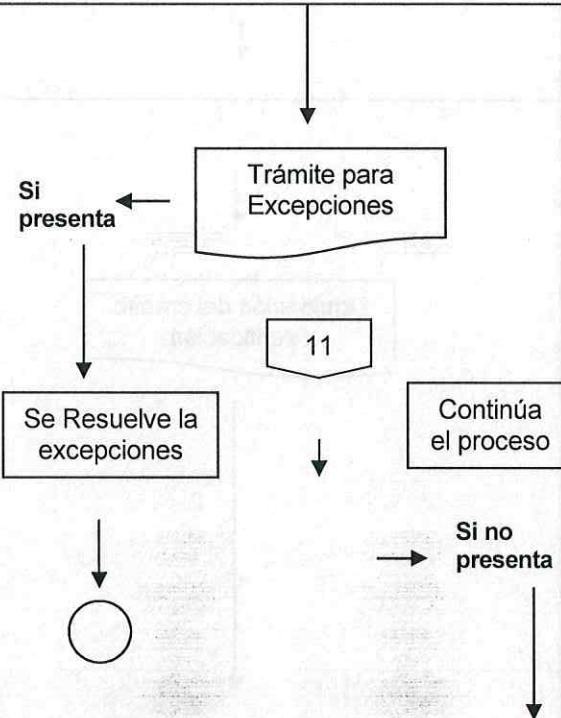 Trámite para
Excepciones
Si
presenta
11
Se Resuelve la
excepciones
Continúa
el proceso
Si no
presenta